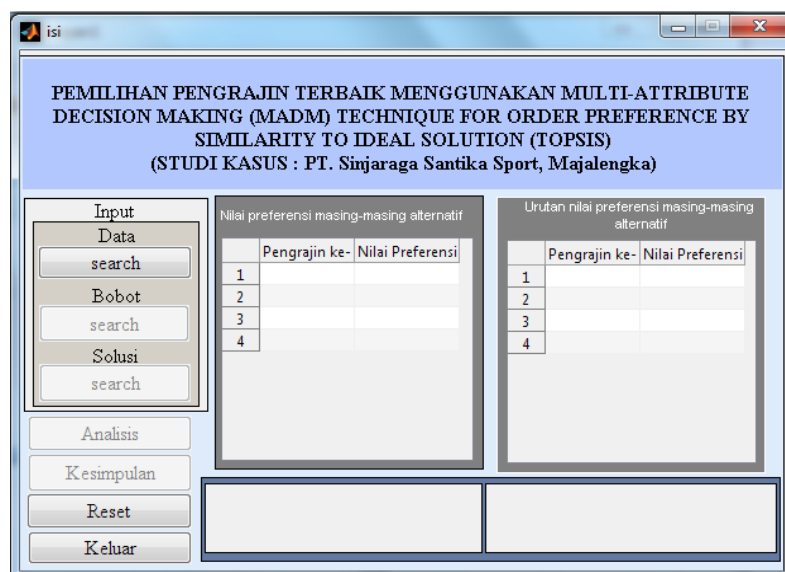 isi
PEMILIHAN PENGRAJIN TERBAIK MENGGUNAKAN MULTI-ATTRIBUTE
DECISION MAKING (MADM) TECHNIQUE FOR ORDER PREFERENCE BY
SIMILARITY TO IDEAL SOLUTION (TOPSIS)
(STUDI KASUS : PT. Sinjaraga Santika Sport, Majalengka)
Input
Data
search
Bobot
search
Solusi
search
Analisis
Kesimpulan
Reset
Keluar
Nilai preferensi masing-masing alternatif
Pengrajin ke- Nilai Preferensi
1
2
3
4
Urutan nilai preferensi masing-masing
alternatif
Pengrajin ke- Nilai Preferensi
1
2
3
4